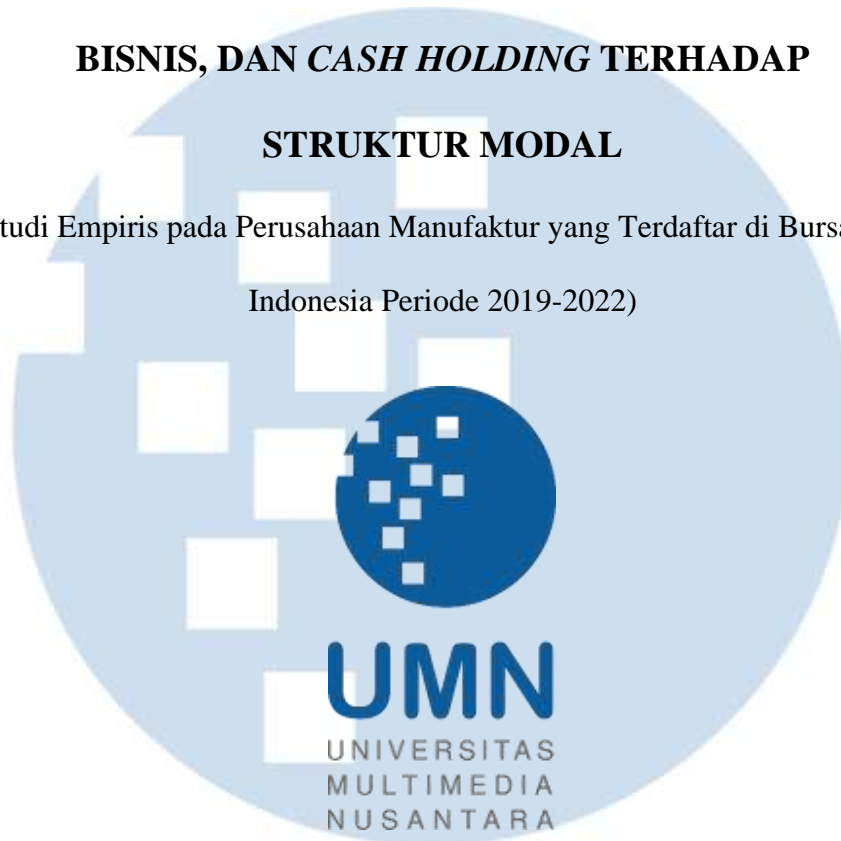 BISNIS, DAN CASH HOLDING TERHADAP
STRUKTUR MODAL
tudi Empiris pada Perusahaan Manufaktur yang Terdaftar di Bursa
Indonesia Periode 2019-2022)
UMN
UNIVERSITAS
MULTIMEDIA
NUSANTARA